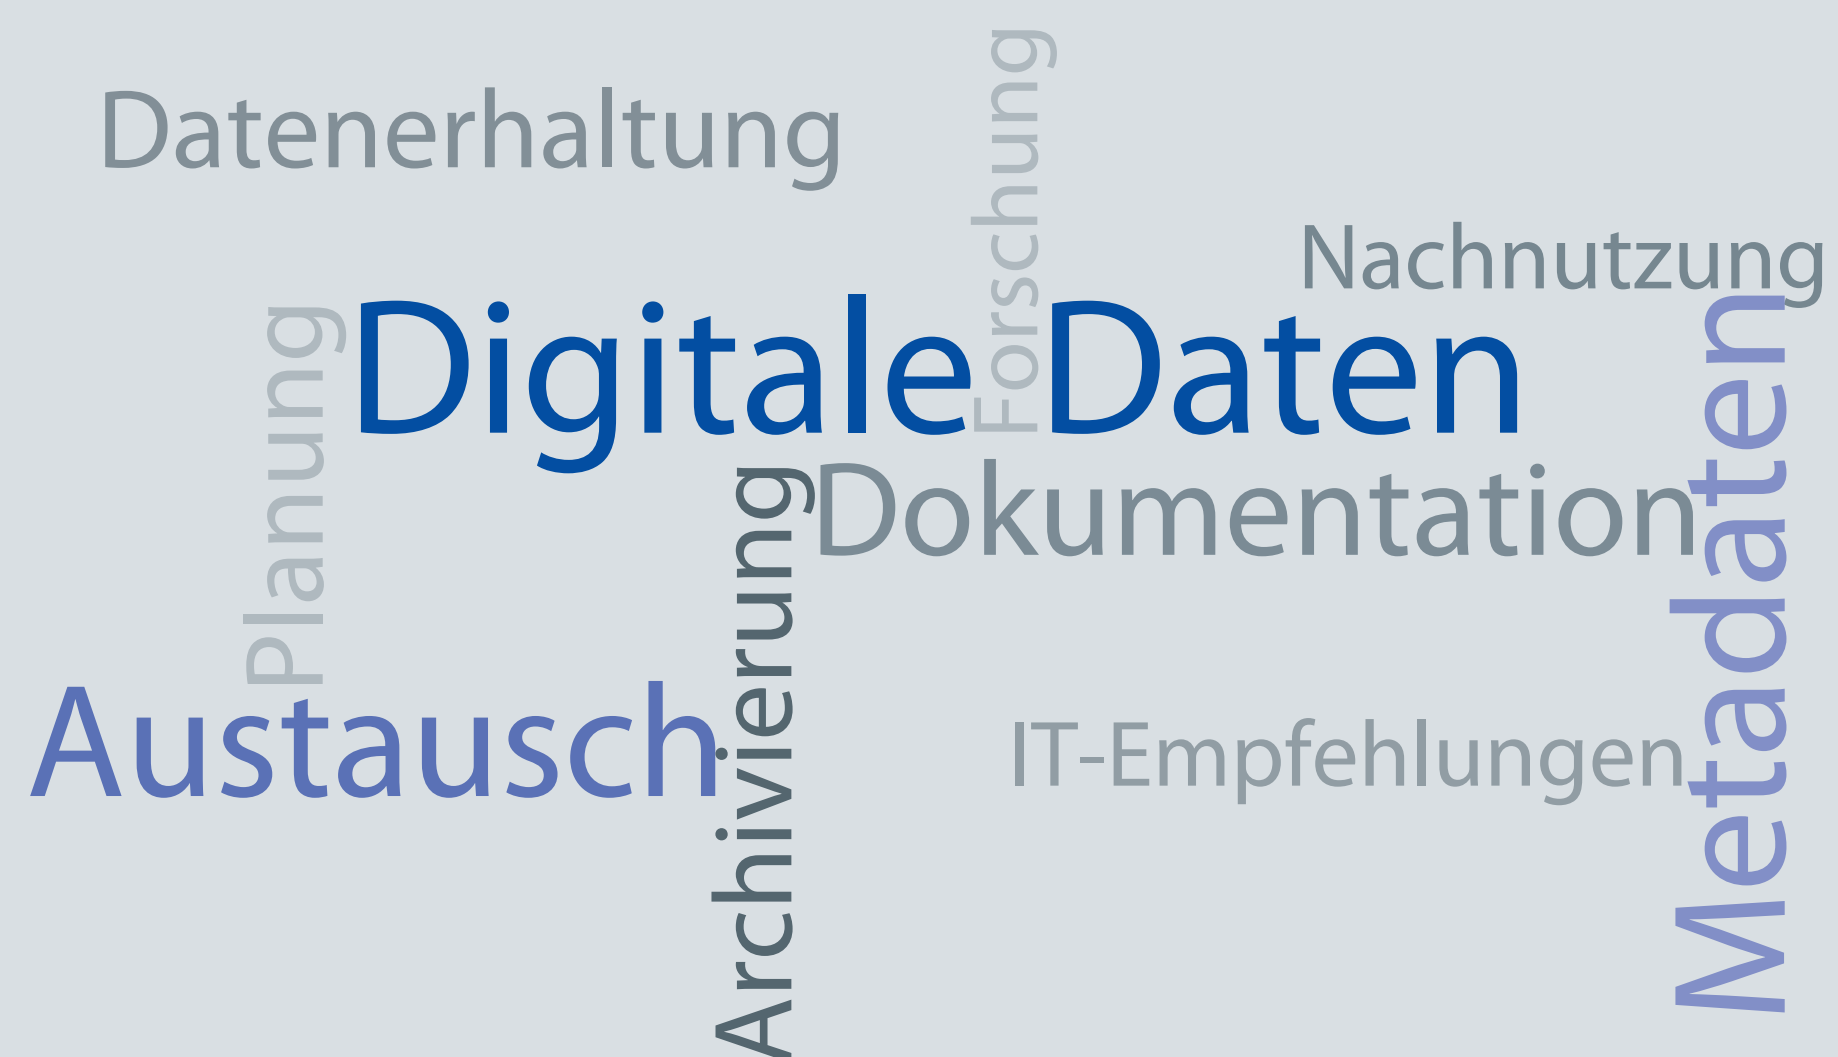 Datenerhaltung
Forschung
Nachnutzung
Planung
Digitale Daten
Metadaten
Dokumentation
Archivierung
Austausch
IT-Empfehlungen